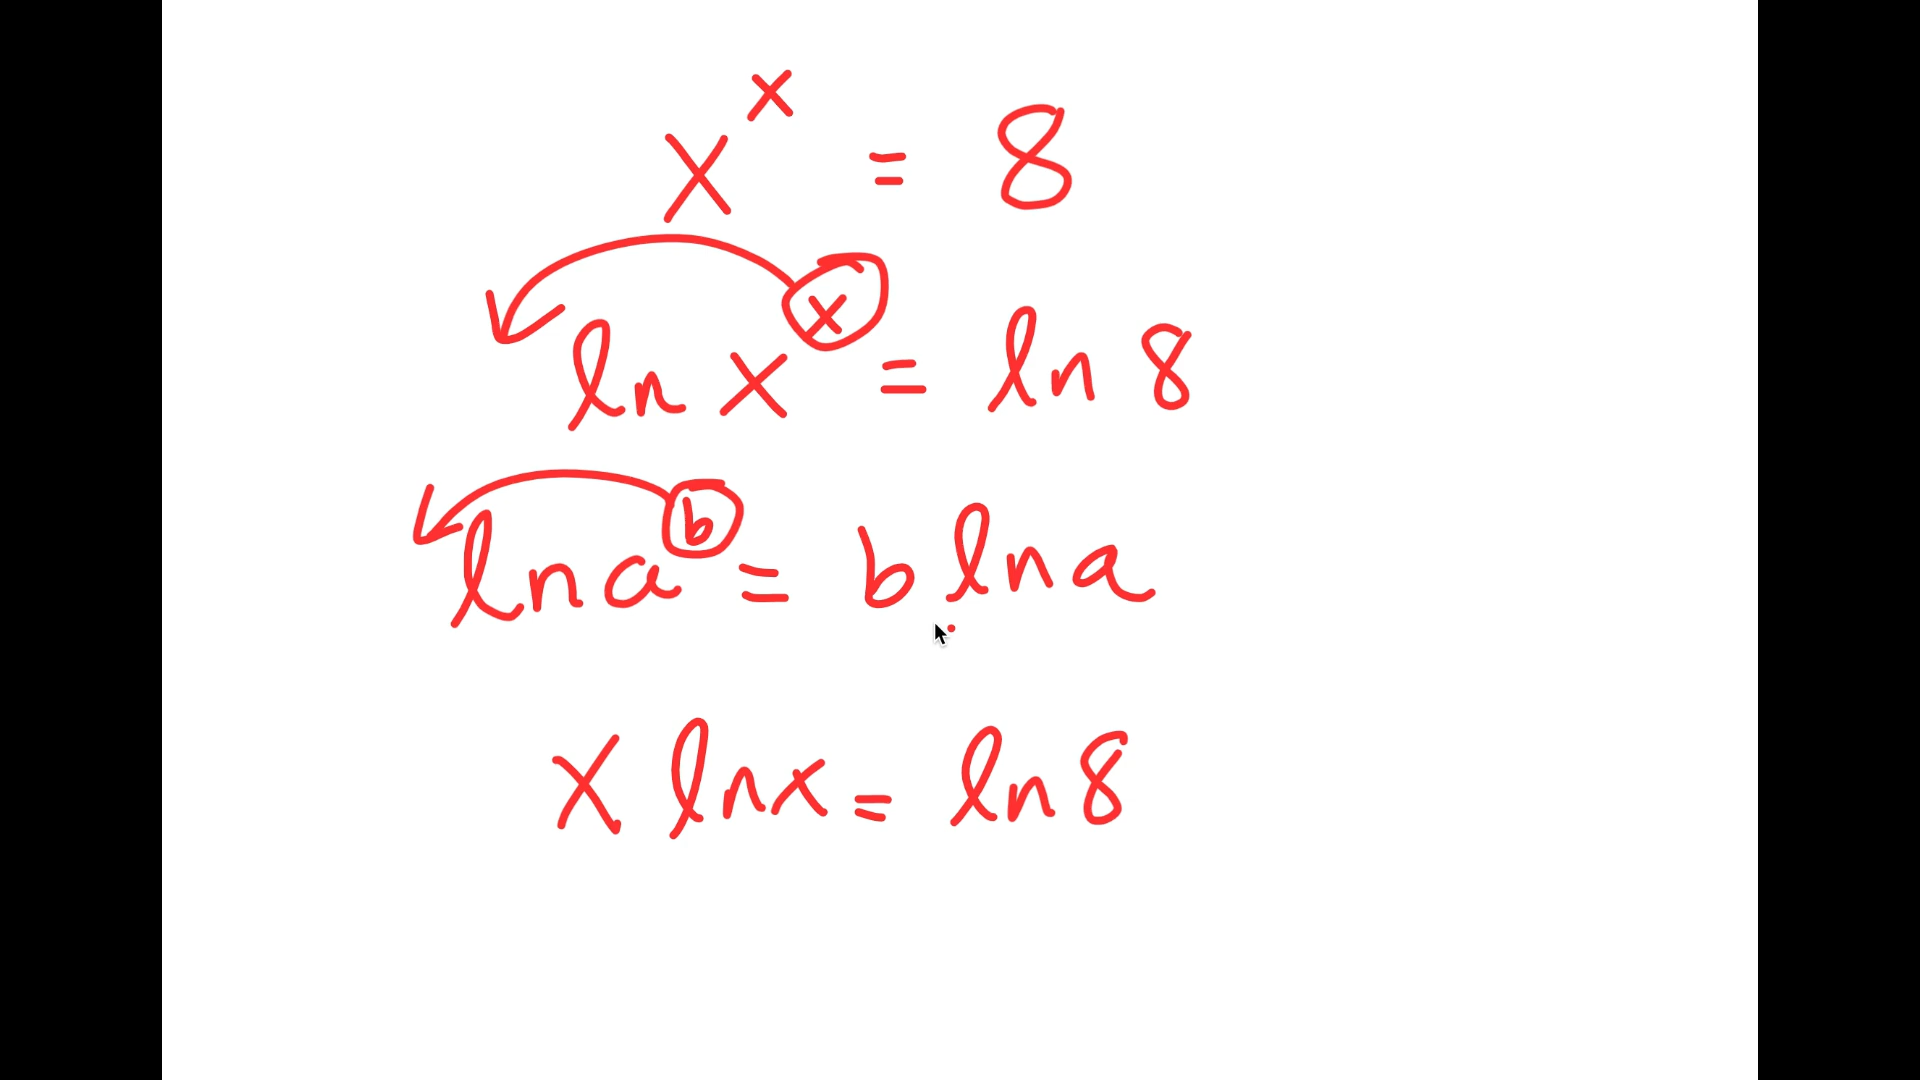 x^x = 8
ln x^x = ln 8
ln a^b = b ln a
x ln x = ln 8